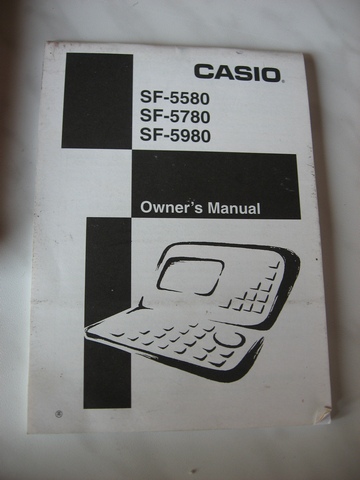 CASIO®
SF-5580
SF-5780
SF-5980
Owner's Manual
®